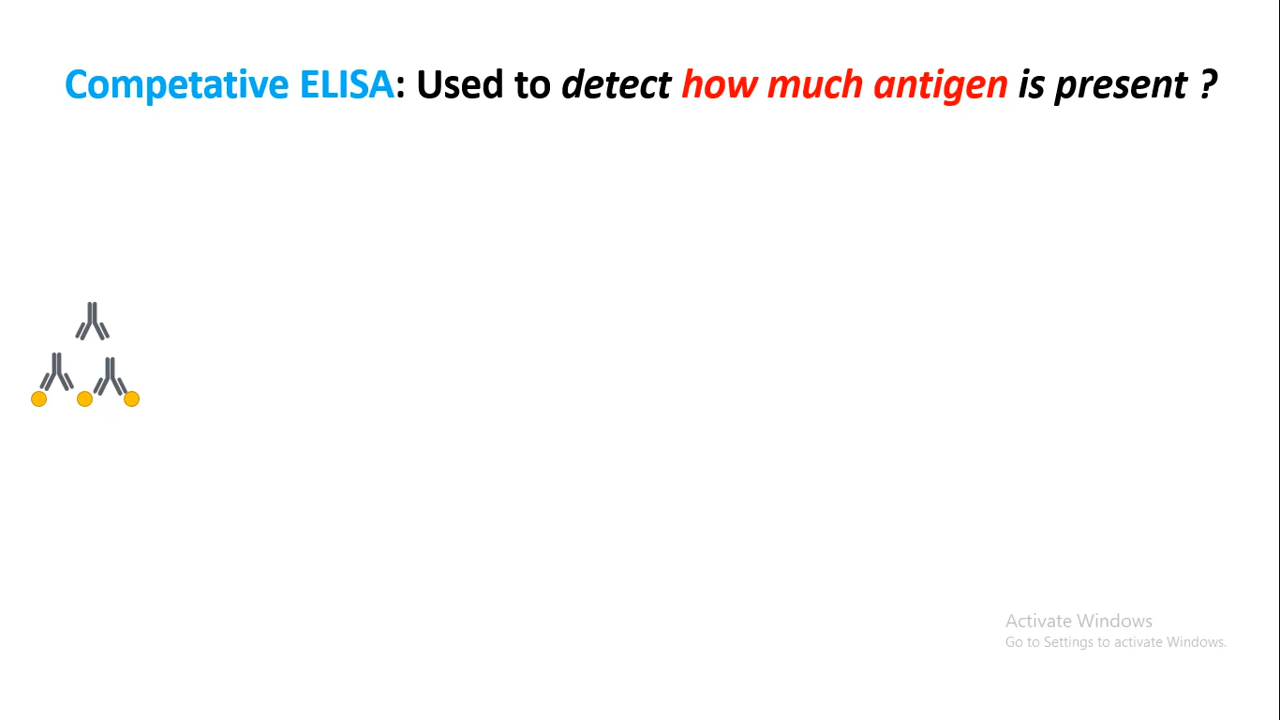 Competative ELISA: Used to detect how much antigen is present ?
Activate Windows
Go to Settings to activate Windows.